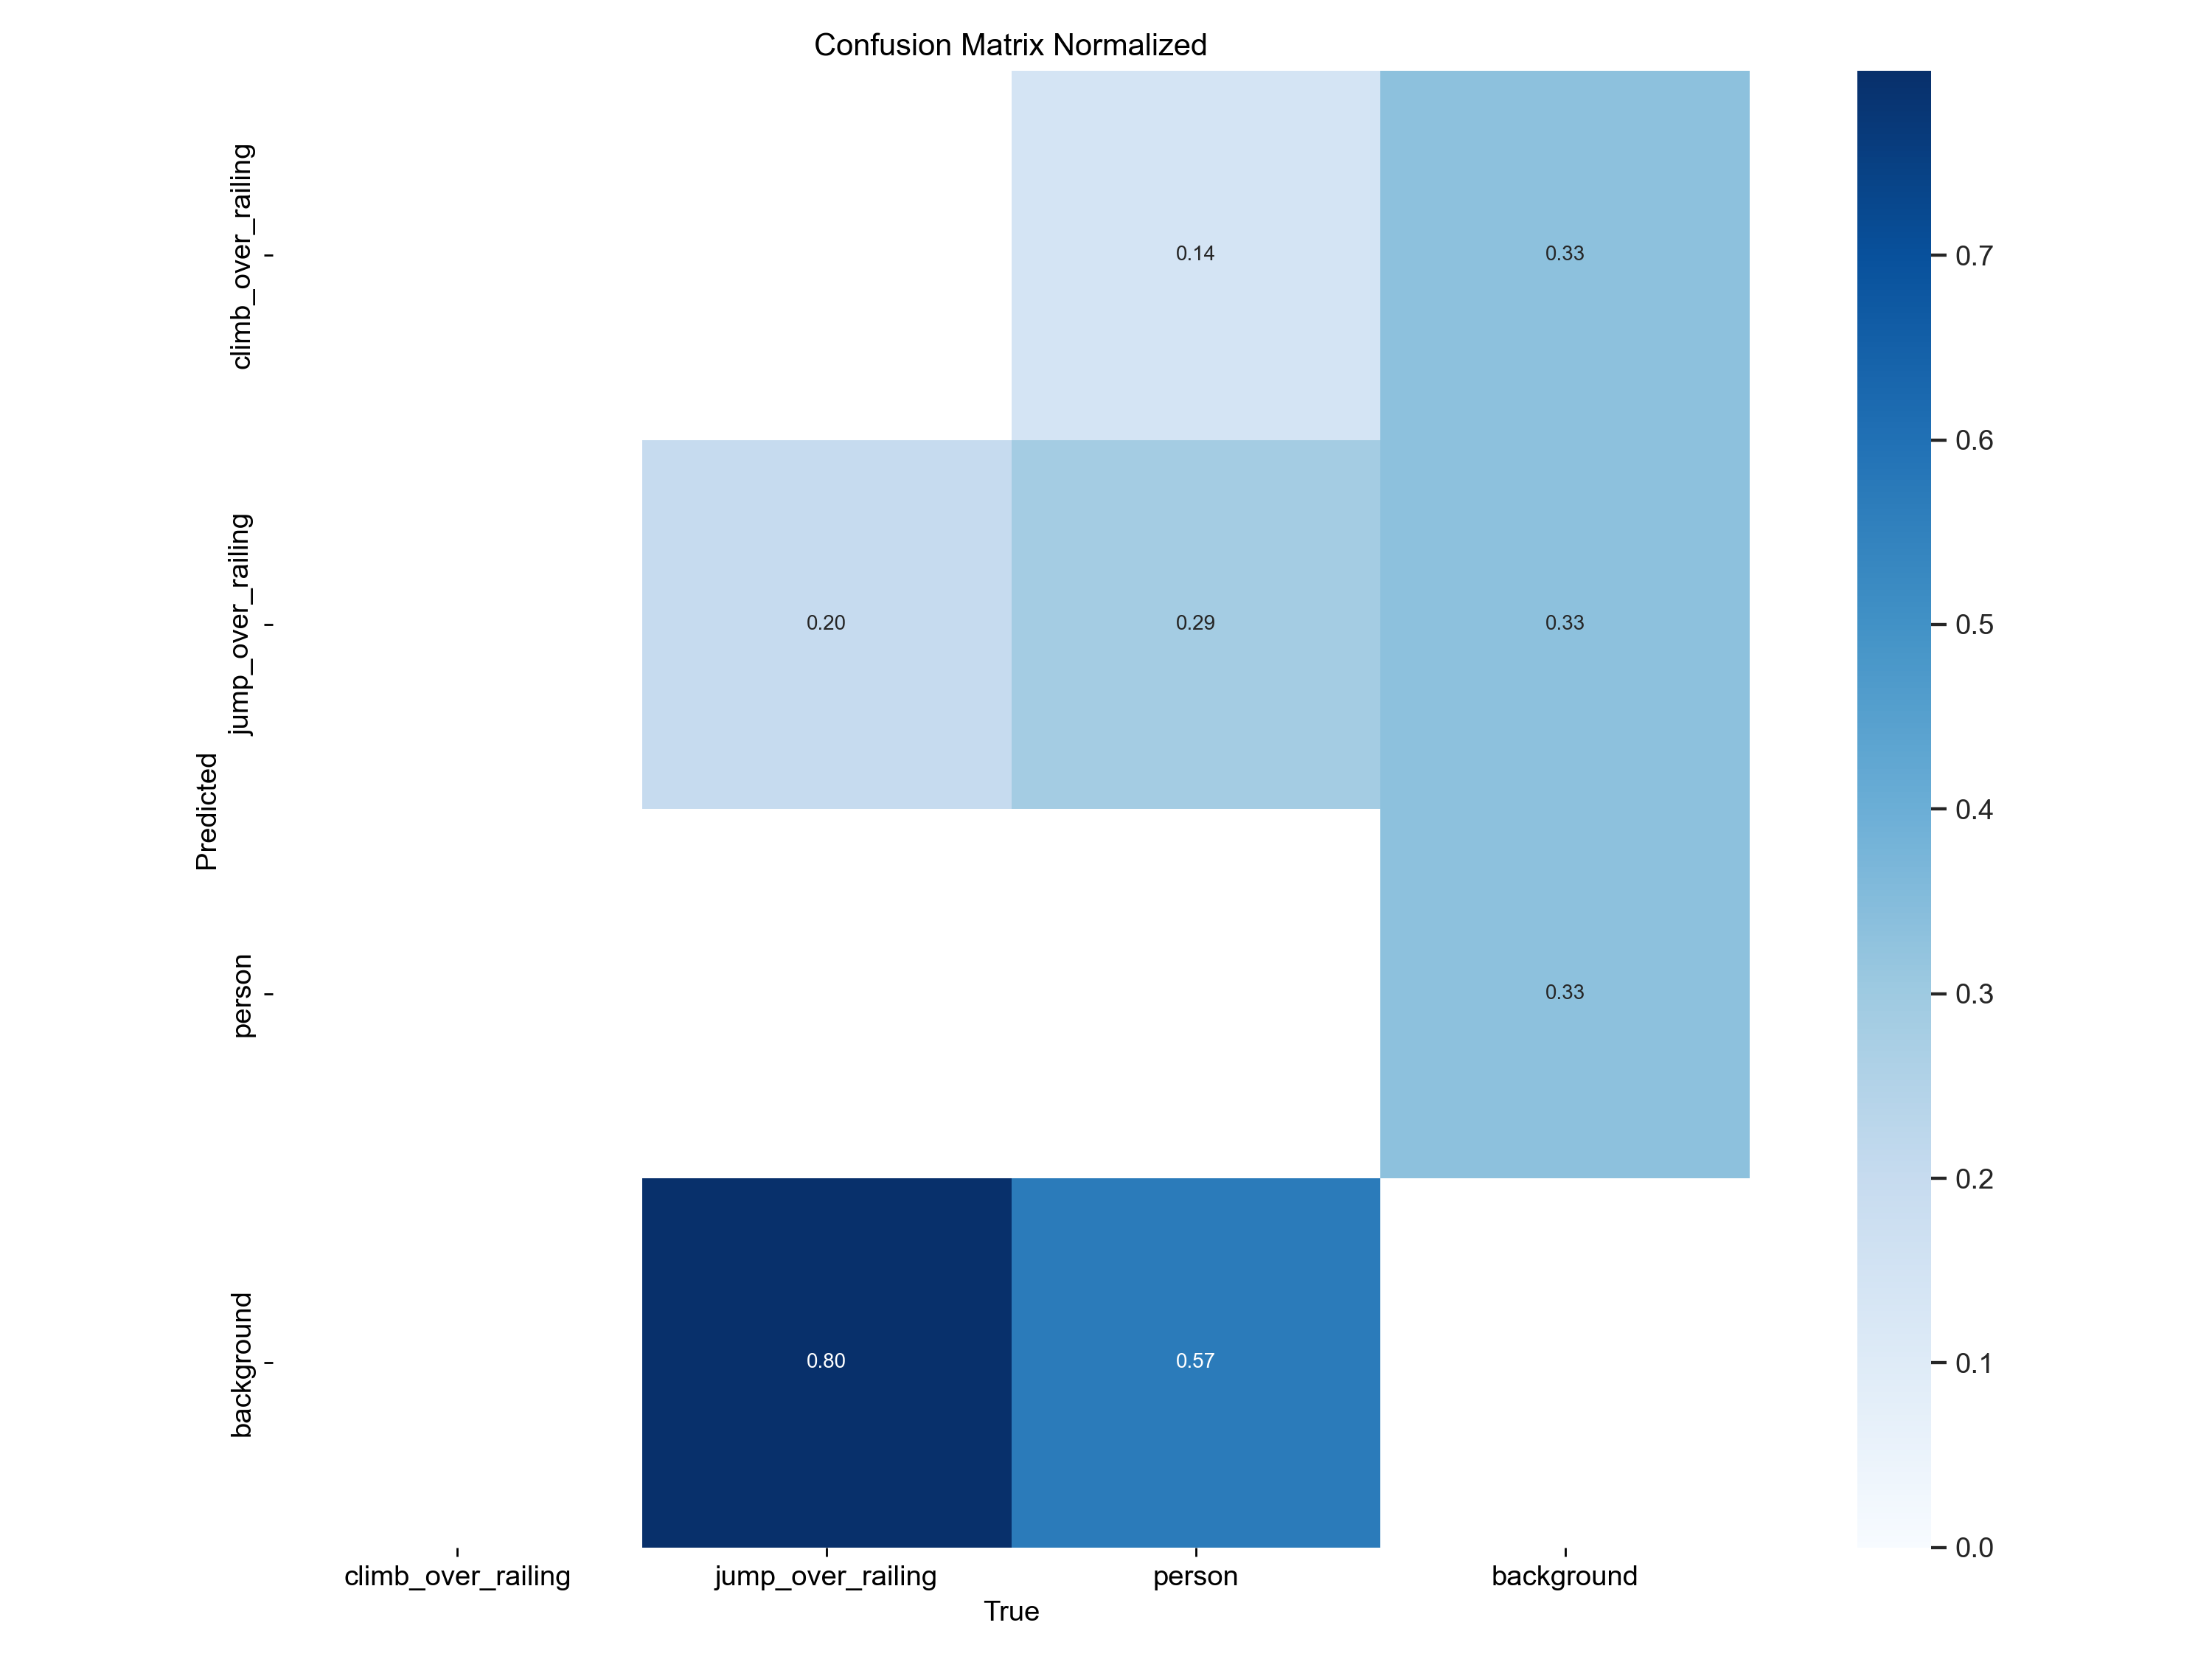 Confusion Matrix Normalized
climb_over_railing
0.14
0.33
0.7
0.6
jump_over_railing
0.20
0.29
0.33
0.5
Predicted
0.4
person
0.33
0.3
0.2
background
0.80
0.57
0.1
0.0
climb_over_railing
jump_over_railing
person
background
True